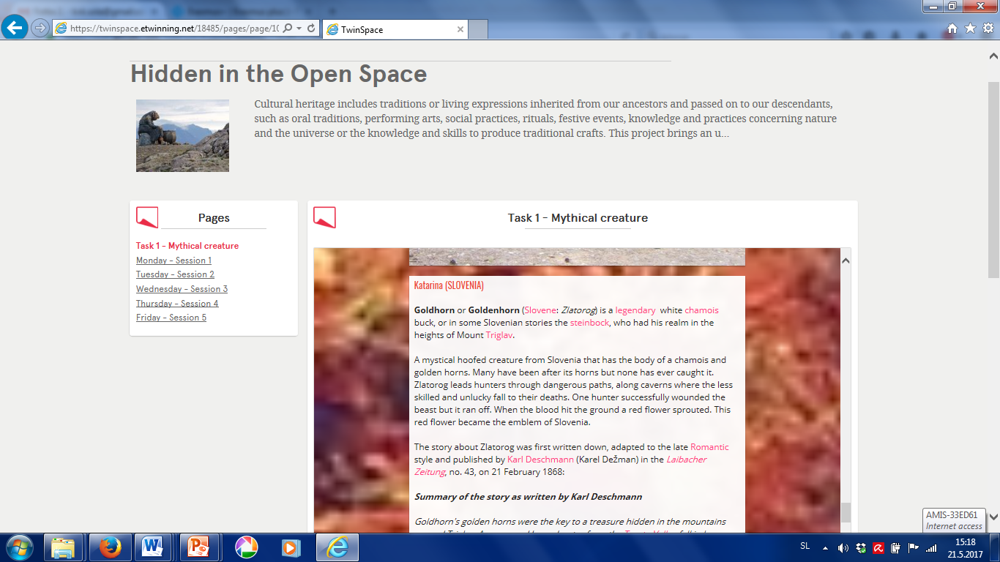 https://twinspace.etwinning.net/18485/pages/page/10
TwinSpace
Hidden in the Open Space
Cultural heritage includes traditions or living expressions inherited from our ancestors and passed on to our descendants,
such as oral traditions, performing arts, social practices, rituals, festive events, knowledge and practices concerning nature
and the universe or the knowledge and skills to produce traditional crafts. This project brings an u...
Pages
Task 1 - Mythical creature
Monday - Session 1
Tuesday - Session 2
Wednesday - Session 3
Thursday - Session 4
Friday - Session 5
Task 1 - Mythical creature
Katarina (SLOVENIA)
Goldhorn or Goldenhorn (Slovene: Zlatorog) is a legendary white chamois
buck, or in some Slovenian stories the steinbock, who had his realm in the
heights of Mount Triglav.
A mystical hoofed creature from Slovenia that has the body of a chamois and
golden horns. Many have been after its horns but none has ever caught it.
Zlatorog leads hunters through dangerous paths, along caverns where the less
skilled and unlucky fall to their deaths. One hunter successfully wounded the
beast but it ran off. When the blood hit the ground a red flower sprouted. This
red flower became the emblem of Slovenia.
The story about Zlatorog was first written down, adapted to the late Romantic
style and published by Karl Deschmann (Karel Dežman) in the Laibacher
Zeitung, no. 43, on 21 February 1868:
Summary of the story as written by Karl Deschmann
Goldhorn's golden horns were the key to a treasure hidden in the mountains
AMIS-33ED61
Internet access
SL
15:18
21.5.2017